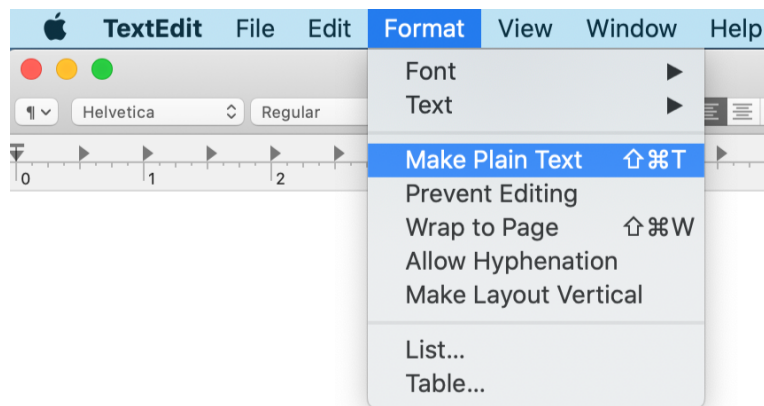 TextEdit File Edit Format View Window Help
Font ▶
Text ▶
¶ Helvetica Regular
Make Plain Text ⇧⌘T
0 1 2
Prevent Editing
Wrap to Page ⇧⌘W
Allow Hyphenation
Make Layout Vertical
List...
Table...